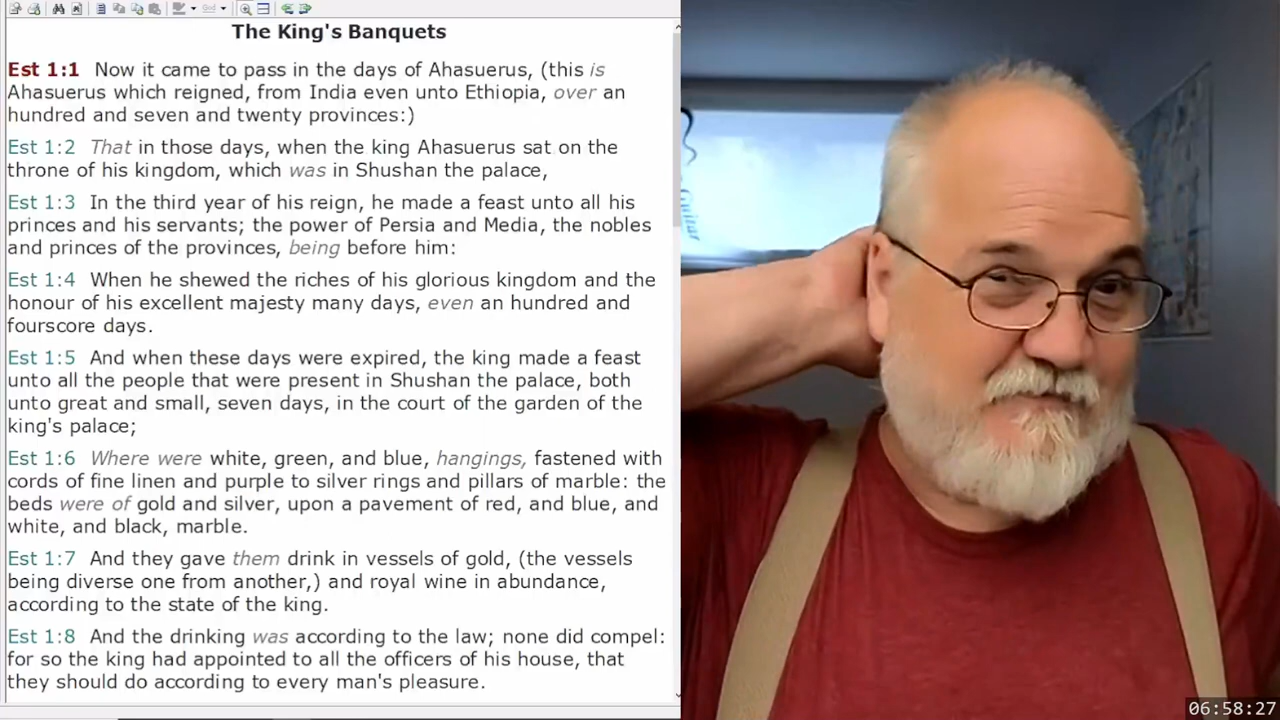 The King's Banquets
Est 1:1 Now it came to pass in the days of Ahasuerus, (this is
Ahasuerus which reigned, from India even unto Ethiopia, over an
hundred and seven and twenty provinces:)
Est 1:2 That in those days, when the king Ahasuerus sat on the
throne of his kingdom, which was in Shushan the palace,
Est 1:3 In the third year of his reign, he made a feast unto all his
princes and his servants; the power of Persia and Media, the nobles
and princes of the provinces, being before him:
Est 1:4 When he shewed the riches of his glorious kingdom and the
honour of his excellent majesty many days, even an hundred and
fourscore days.
Est 1:5 And when these days were expired, the king made a feast
unto all the people that were present in Shushan the palace, both
unto great and small, seven days, in the court of the garden of the
king's palace;
Est 1:6 Where were white, green, and blue, hangings, fastened with
cords of fine linen and purple to silver rings and pillars of marble: the
beds were of gold and silver, upon a pavement of red, and blue, and
white, and black, marble.
Est 1:7 And they gave them drink in vessels of gold, (the vessels
being diverse one from another,) and royal wine in abundance,
according to the state of the king.
Est 1:8 And the drinking was according to the law; none did compel:
for so the king had appointed to all the officers of his house, that
they should do according to every man's pleasure.
06:58:27